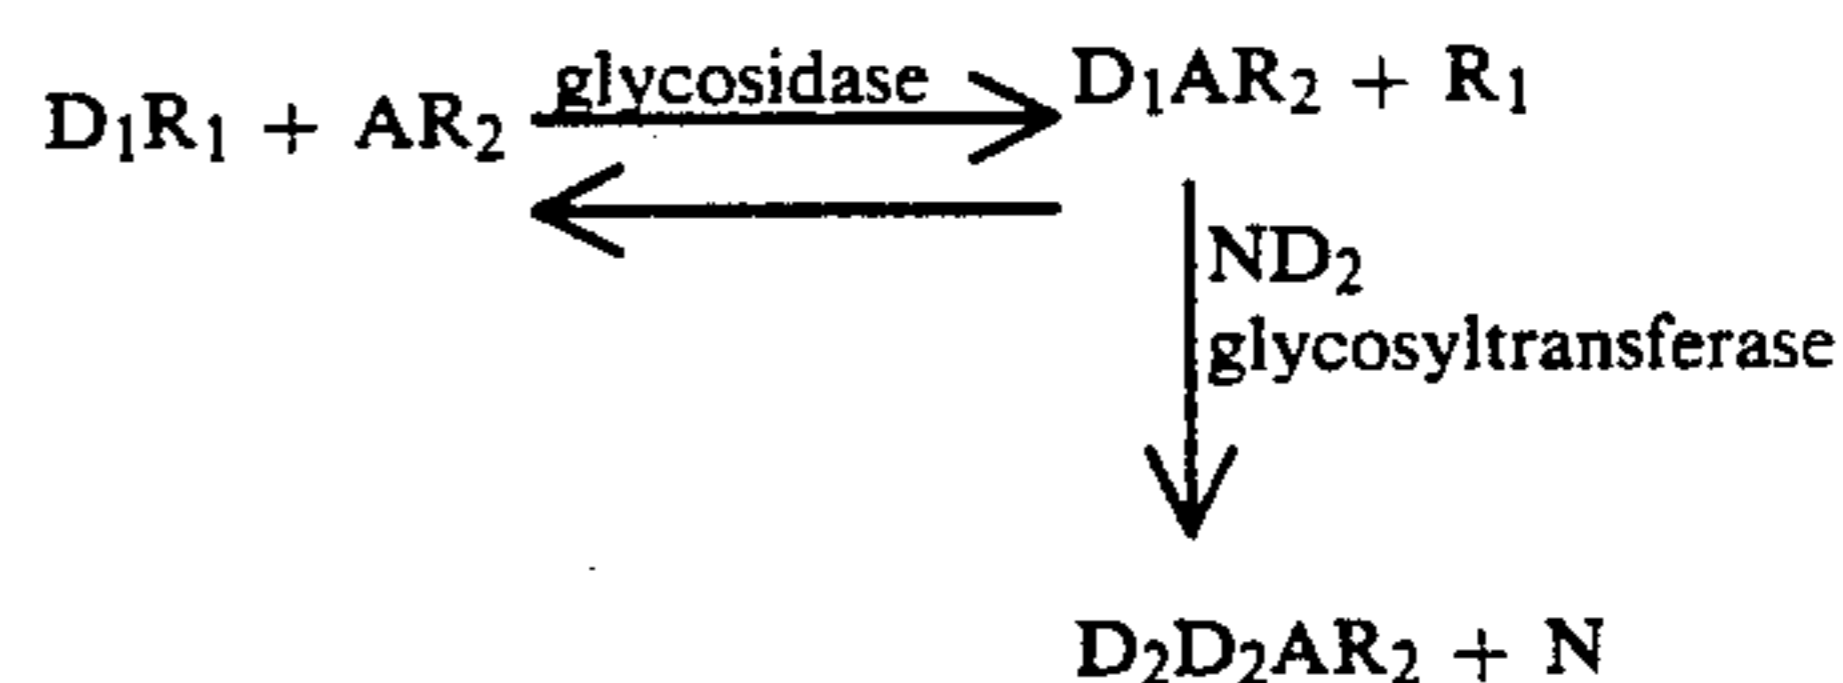 D₁R₁ + AR₂ glycosidase D₁AR₂ + R₁
ND₂
glycosyltransferase
D₂D₂AR₂ + N